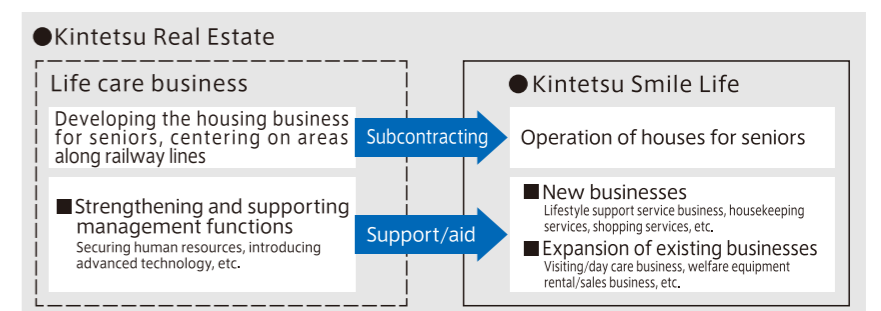 ●Kintetsu Real Estate
Life care business
Developing the housing business
for seniors, centering on areas
along railway lines
Subcontracting
■Strengthening and supporting
management functions
Securing human resources, introducing
advanced technology, etc.
Support/aid
●Kintetsu Smile Life
Operation of houses for seniors
■New businesses
Lifestyle support service business, housekeeping
services, shopping services, etc.
■Expansion of existing businesses
Visiting/day care business, welfare equipment
rental/sales business, etc.